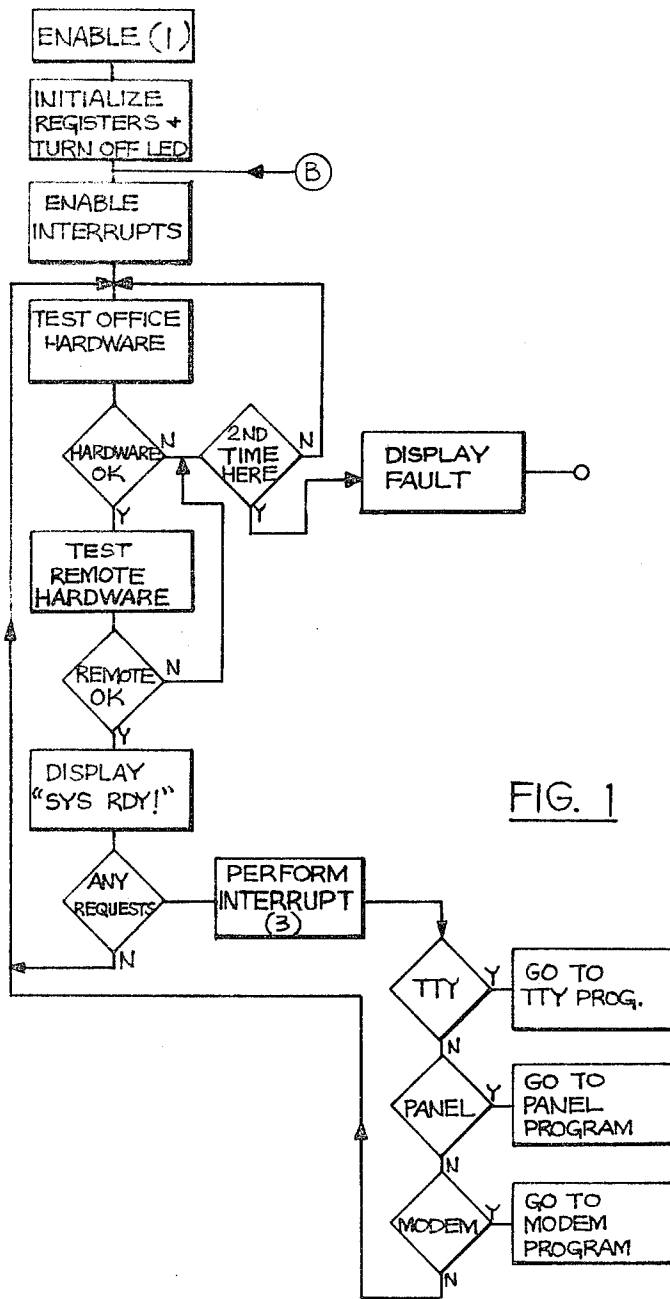 ENABLE (1)
INITIALIZE
REGISTERS +
TURN OFF LED
B
ENABLE
INTERRUPTS
TEST OFFICE
HARDWARE
HARDWARE
OK
N
Y
2ND
TIME
HERE
N
Y
DISPLAY
FAULT
TEST
REMOTE
HARDWARE
REMOTE
OK
N
Y
DISPLAY
"SYS RDY!"
FIG. 1
ANY
REQUESTS
N
PERFORM
INTERRUPT
(3)
TTY
Y
N
GO TO
TTY PROG.
PANEL
Y
N
GO TO
PANEL
PROGRAM
MODEM
Y
N
GO TO
MODEM
PROGRAM